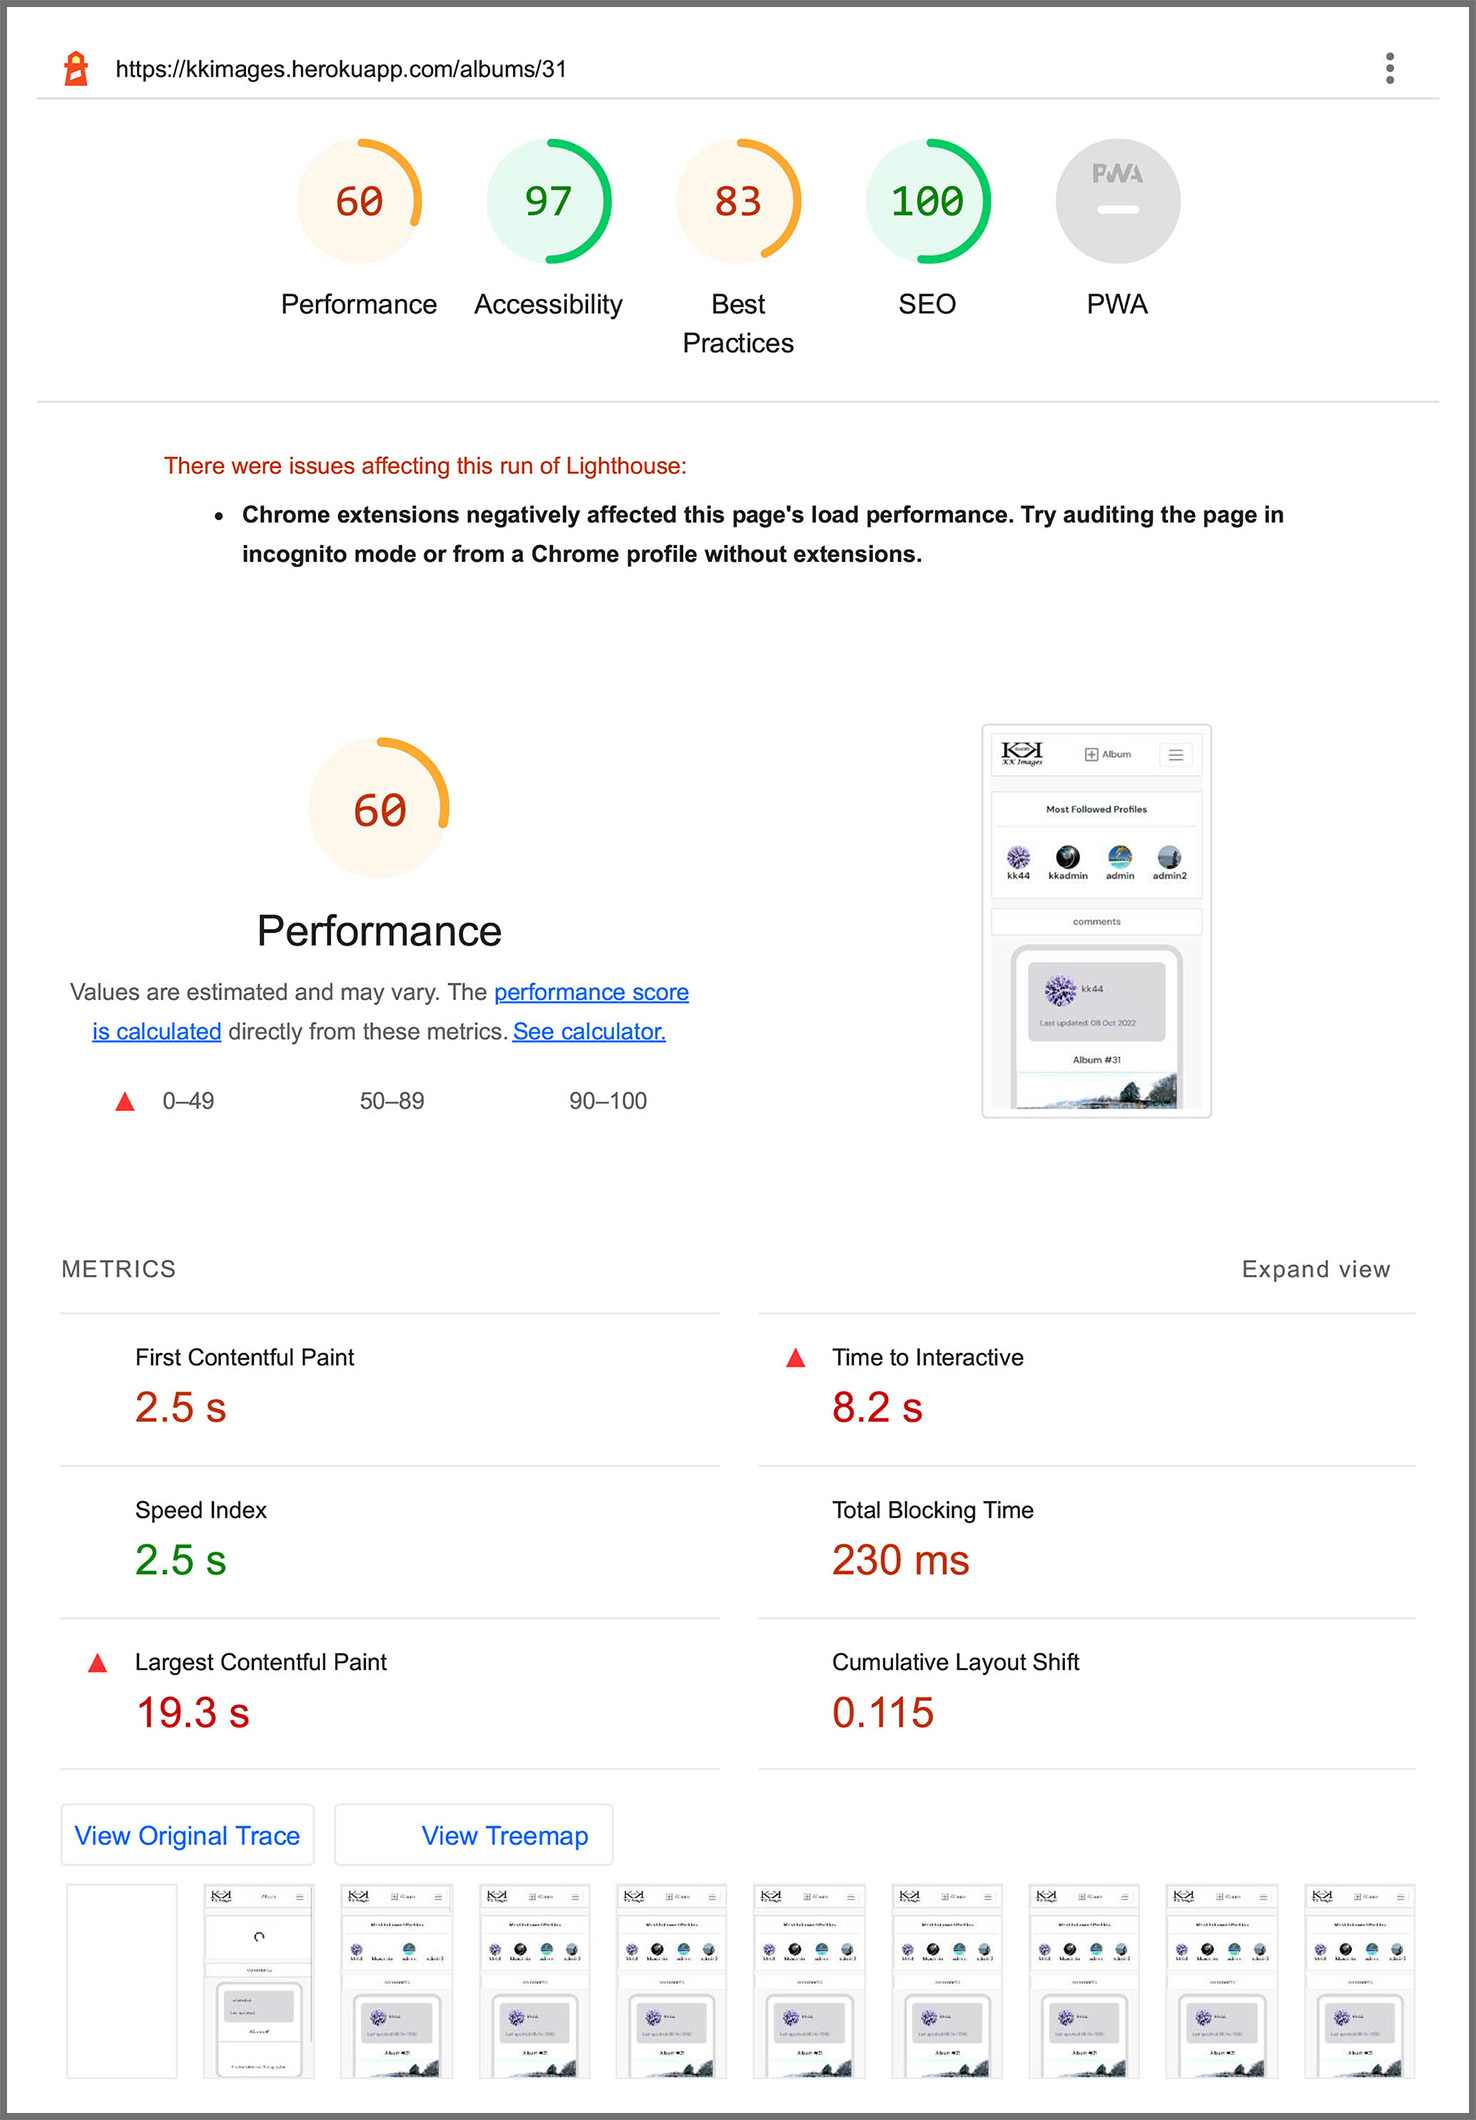 https://kkimages.herokuapp.com/albums/31
60
97
83
100
PWA
Performance
Accessibility
Best
Practices
SEO
PWA
There were issues affecting this run of Lighthouse:
• Chrome extensions negatively affected this page's load performance. Try auditing the page in
incognito mode or from a Chrome profile without extensions.
60
Performance
Values are estimated and may vary. The performance score
is calculated directly from these metrics. See calculator.
0–49
50–89
90–100
KK
KK Images
Album
Most Followed Profiles
kk44
kkadmin
admin
admin2
comments
kk44
Last updated: 08 Oct 2022
Album #31
METRICS
Expand view
First Contentful Paint
2.5 s
Time to Interactive
8.2 s
Speed Index
2.5 s
Total Blocking Time
230 ms
Largest Contentful Paint
19.3 s
Cumulative Layout Shift
0.115
View Original Trace
View Treemap